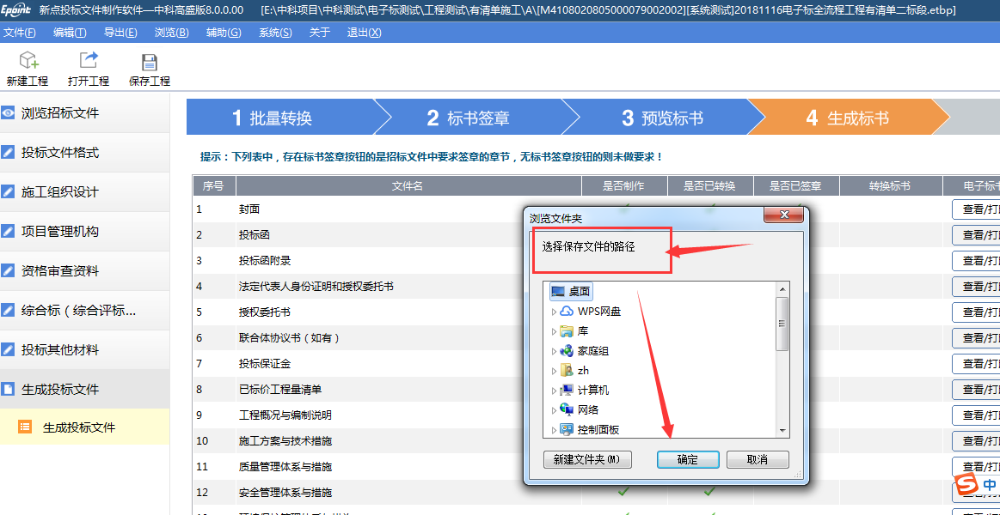 Epoint 新点投标文件制作软件—中科高盛版8.0.0.00 [E:\中科项目\中科测试\电子标测试\工程测试\有清单施工\A\[M4108020805000079002002][系统测试]20181116电子标全流程工程有清单二标段.etbp]
文件(F) 编辑(T) 导出(E) 浏览(B) 辅助(G) 系统(S) 关于 退出(X)
新建工程 打开工程 保存工程
浏览招标文件
投标文件格式
施工组织设计
项目管理机构
资格审查资料
综合标（综合评标...
投标其他材料
生成投标文件
生成投标文件
1 批量转换 2 标书签章 3 预览标书 4 生成标书
提示：下列表中，存在标书签章按钮的是招标文件中要求签章的章节，无标书签章按钮的则未做要求！
序号 文件名 是否制作 是否已转换 是否已签章 转换标书 电子标书
1 封面 查看/打
2 投标函 查看/打
3 投标函附录 查看/打
4 法定代表人身份证明和授权委托书 查看/打
5 授权委托书 查看/打
6 联合体协议书（如有） 查看/打
7 投标保证金 查看/打
8 已标价工程量清单 查看/打
9 工程概况与编制说明 查看/打
10 施工方案与技术措施 查看/打
11 质量管理体系与措施 查看/打
12 安全管理体系与措施
浏览文件夹
选择保存文件的路径
桌面
WPS网盘
库
家庭组
zh
计算机
网络
控制面板
新建文件夹(M) 确定 取消
S 中